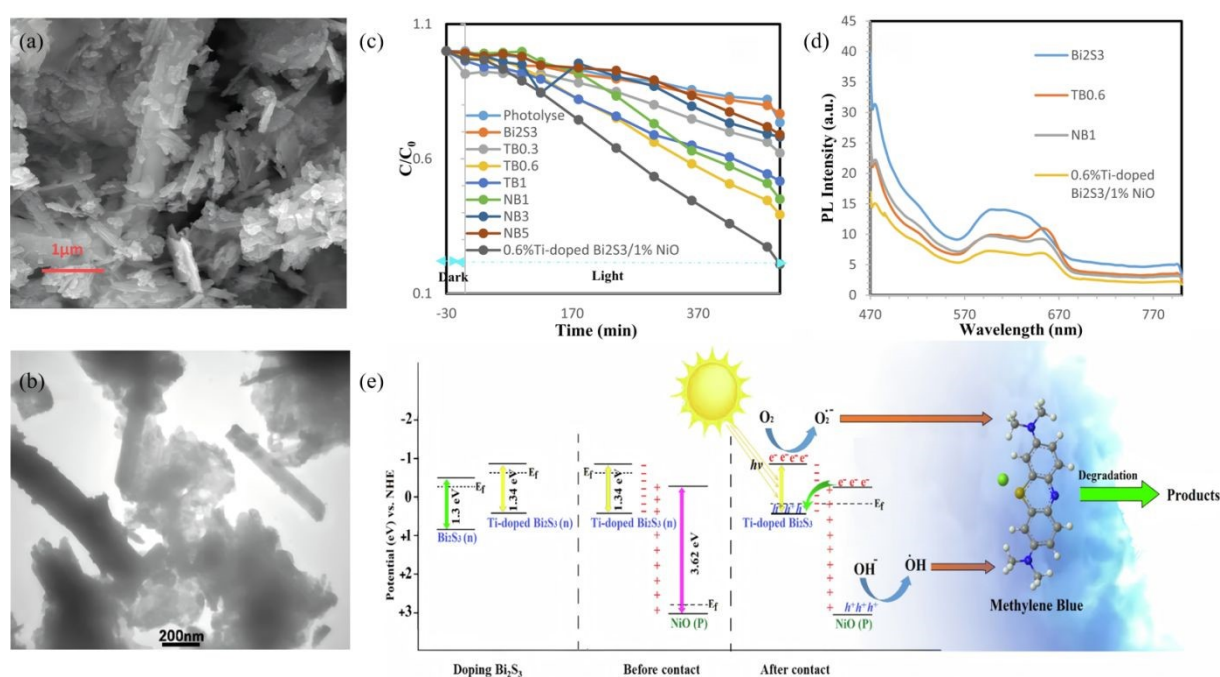 (a)
1μm
(b)
200nm
(c)
1.1
0.6
0.1
C/C0
Photolyse
Bi2S3
TB0.3
TB0.6
TB1
NB1
NB3
NB5
0.6%Ti-doped Bi2S3/1% NiO
Dark
Light
-30
170
370
Time (min)
(d)
45
40
35
30
25
20
15
10
5
0
PL Intensity (a.u.)
Bi2S3
TB0.6
NB1
0.6%Ti-doped
Bi2S3/1% NiO
470
570
670
770
Wavelength (nm)
(e)
Potential (eV) vs. NHE
-2
-1
0
+1
+2
+3
1.3 eV
Ef
Bi2S3 (n)
1.34 eV
Ef
Ti-doped Bi2S3 (n)
Doping Bi2S3
1.34 eV
Ef
Ti-doped Bi2S3 (n)
3.62 eV
Ef
NiO (P)
Before contact
hν
O2
O2·-
e- e- e- e-
h+ h+ h
Ti-doped Bi2S3
e- e- e-
Ef
OH-
ȮH
h+ h+ h+
NiO (P)
After contact
Methylene Blue
Degradation
Products